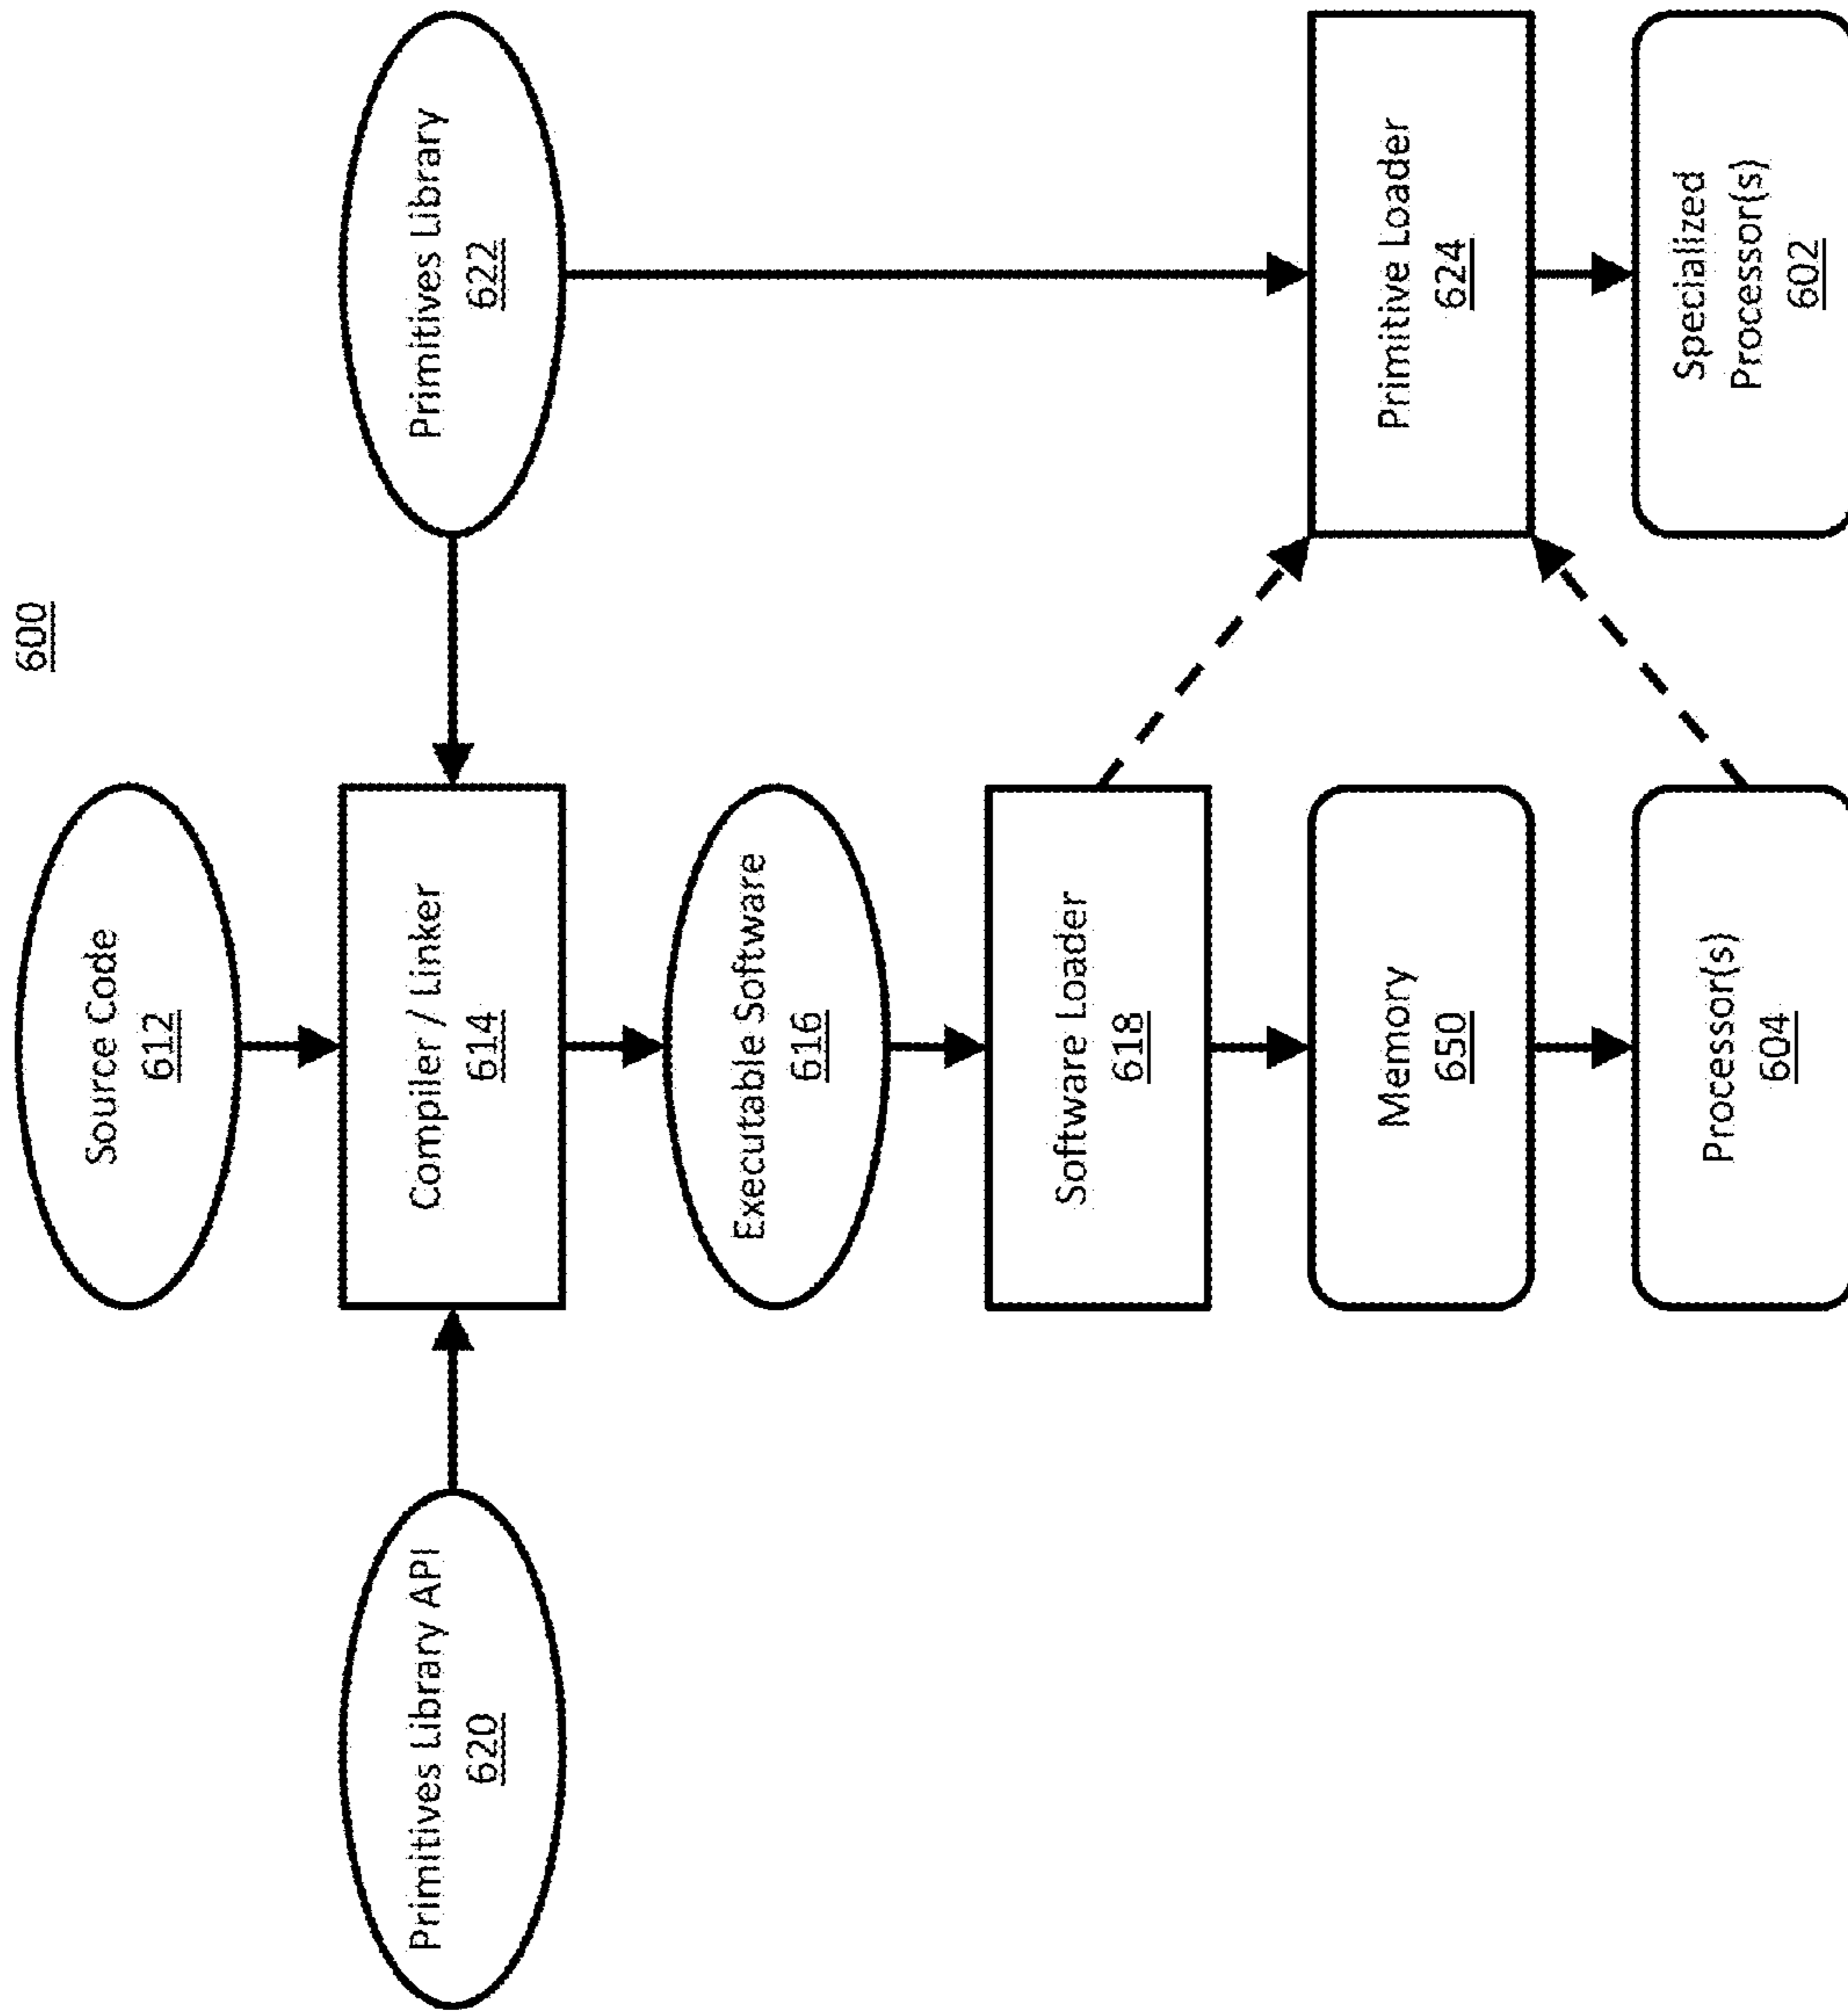 600
Source Code
612
Primitives Library API
620
Compiler / Linker
614
Primitives Library
622
Executable Software
616
Software Loader
618
Memory
650
Primitive Loader
624
Processor(s)
604
Specialized
Processor(s)
602